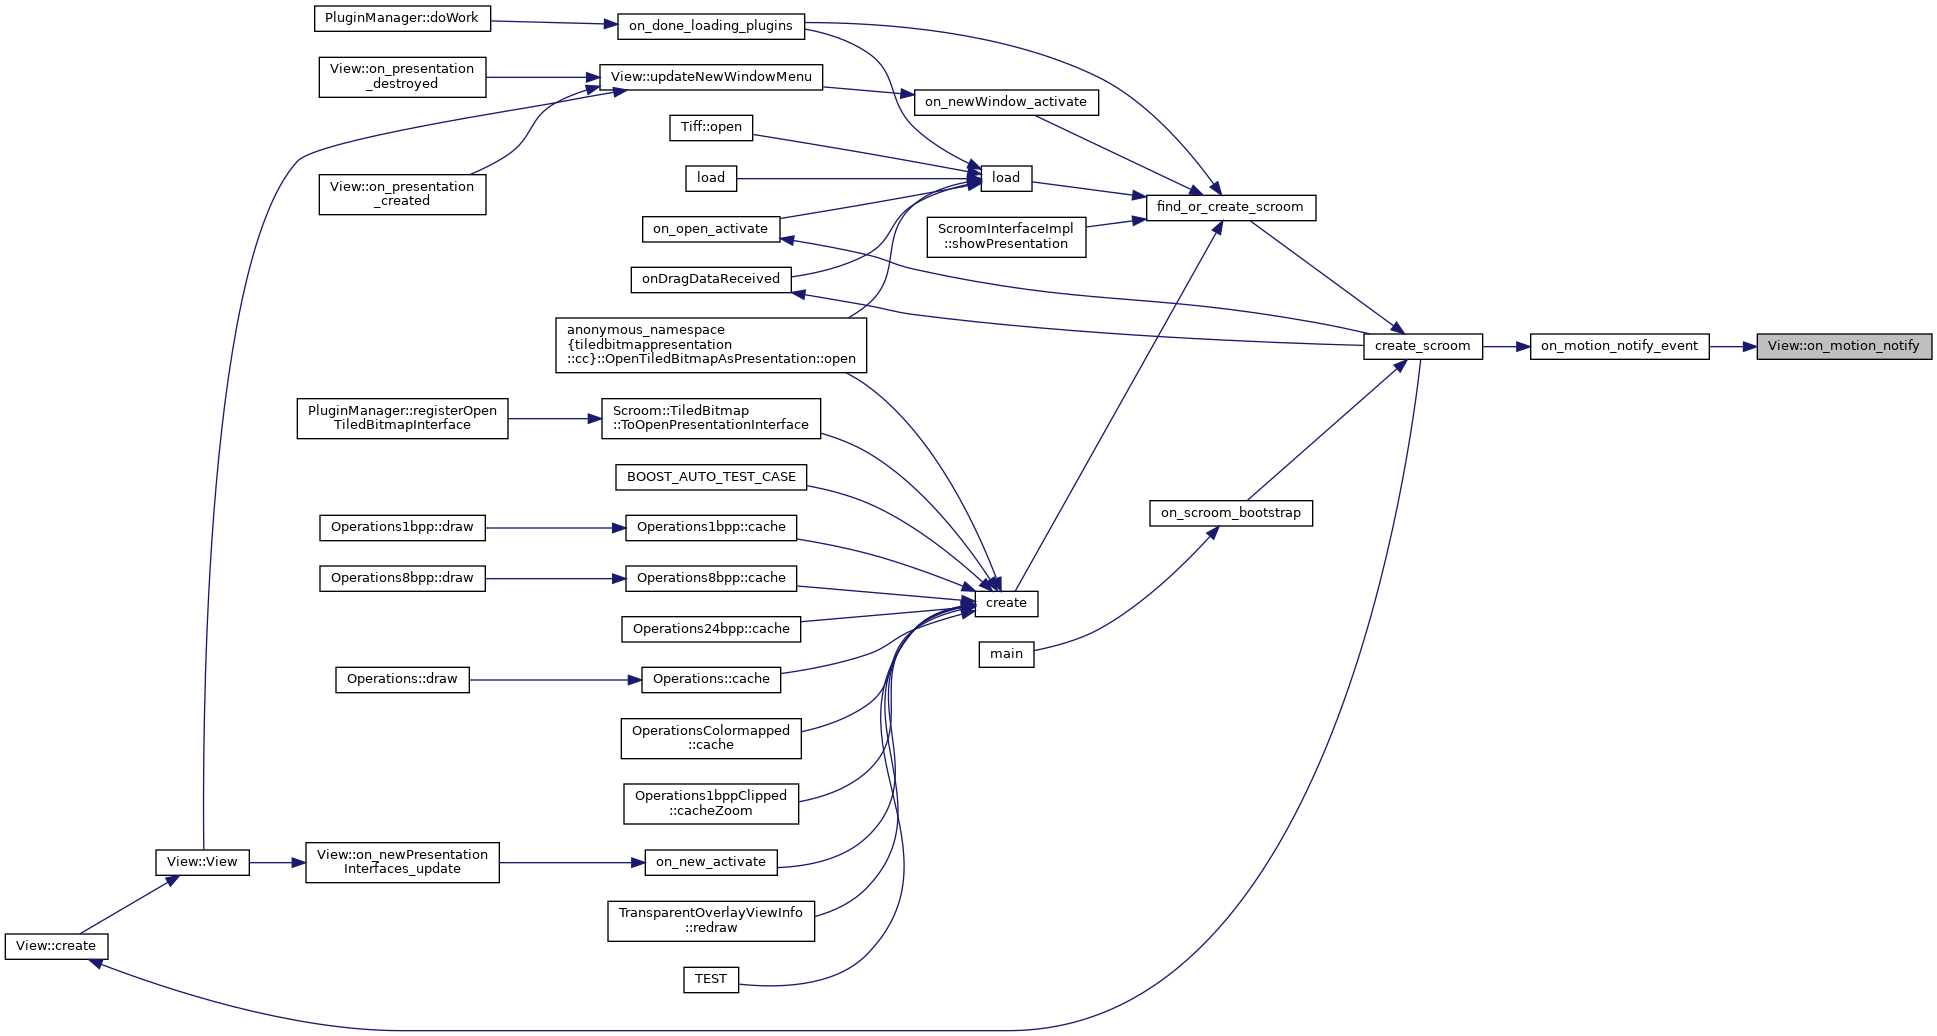 PluginManager::doWork
on_done_loading_plugins
View::on_presentation
_destroyed
View::updateNewWindowMenu
on_newWindow_activate
Tiff::open
View::on_presentation
_created
load
load
find_or_create_scroom
on_open_activate
ScroomInterfaceImpl
::showPresentation
onDragDataReceived
anonymous_namespace
{tiledbitmappresentation
::cc}::OpenTiledBitmapAsPresentation::open
create_scroom
on_motion_notify_event
View::on_motion_notify
PluginManager::registerOpen
TiledBitmapInterface
Scroom::TiledBitmap
::ToOpenPresentationInterface
BOOST_AUTO_TEST_CASE
on_scroom_bootstrap
Operations1bpp::draw
Operations1bpp::cache
Operations8bpp::draw
Operations8bpp::cache
create
Operations24bpp::cache
main
Operations::draw
Operations::cache
OperationsColormapped
::cache
Operations1bppClipped
::cacheZoom
View::View
View::on_newPresentation
Interfaces_update
on_new_activate
TransparentOverlayViewInfo
::redraw
View::create
TEST